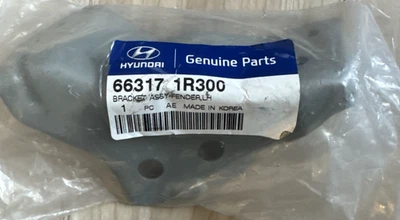 HYUNDAI
Genuine Parts
66317 1R300
BRACKET ASSY-FENDER,LH
1 PC AE MADE IN KOREA